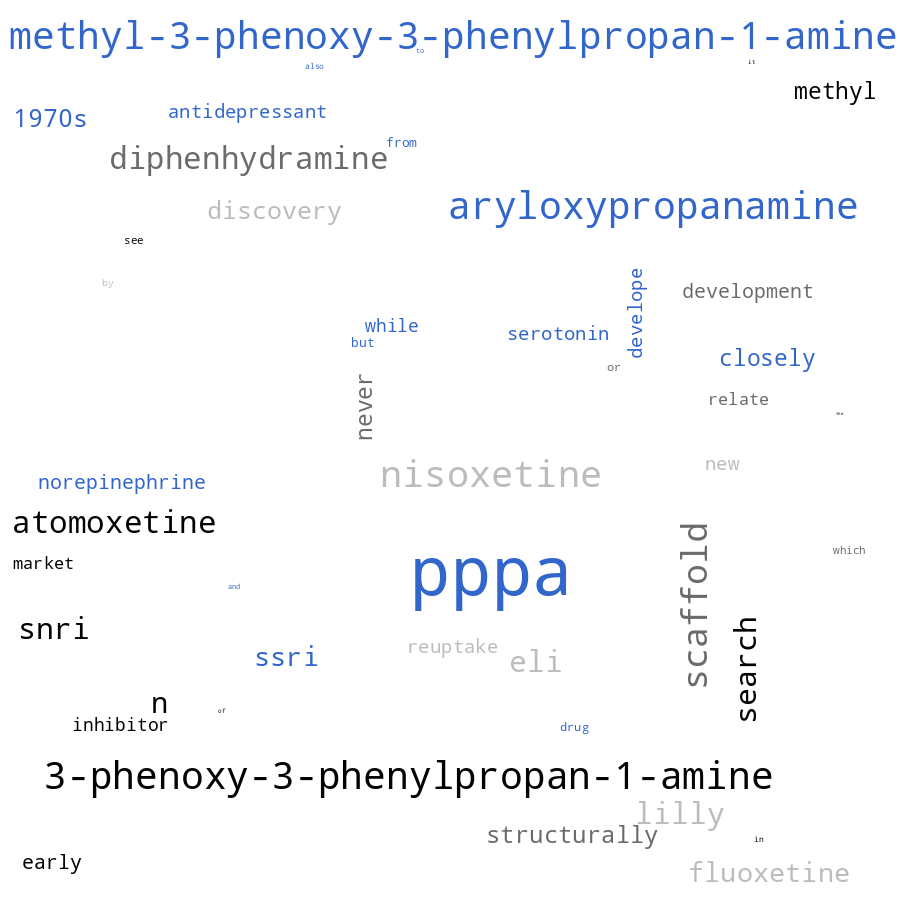 methyl-3-phenoxy-3-phenylpropan-1-amine
to
also
it
methyl
1970s
antidepressant
from
diphenhydramine
discovery
aryloxypropanamine
see
by
develope
development
while
but
serotonin
or
closely
never
relate
new
nisoxetine
norepinephrine
atomoxetine
market
pppa
scaffold
which
and
snri
ssri
reuptake
eli
search
n
of
inhibitor
drug
3-phenoxy-3-phenylpropan-1-amine
lilly
structurally
in
early
fluoxetine